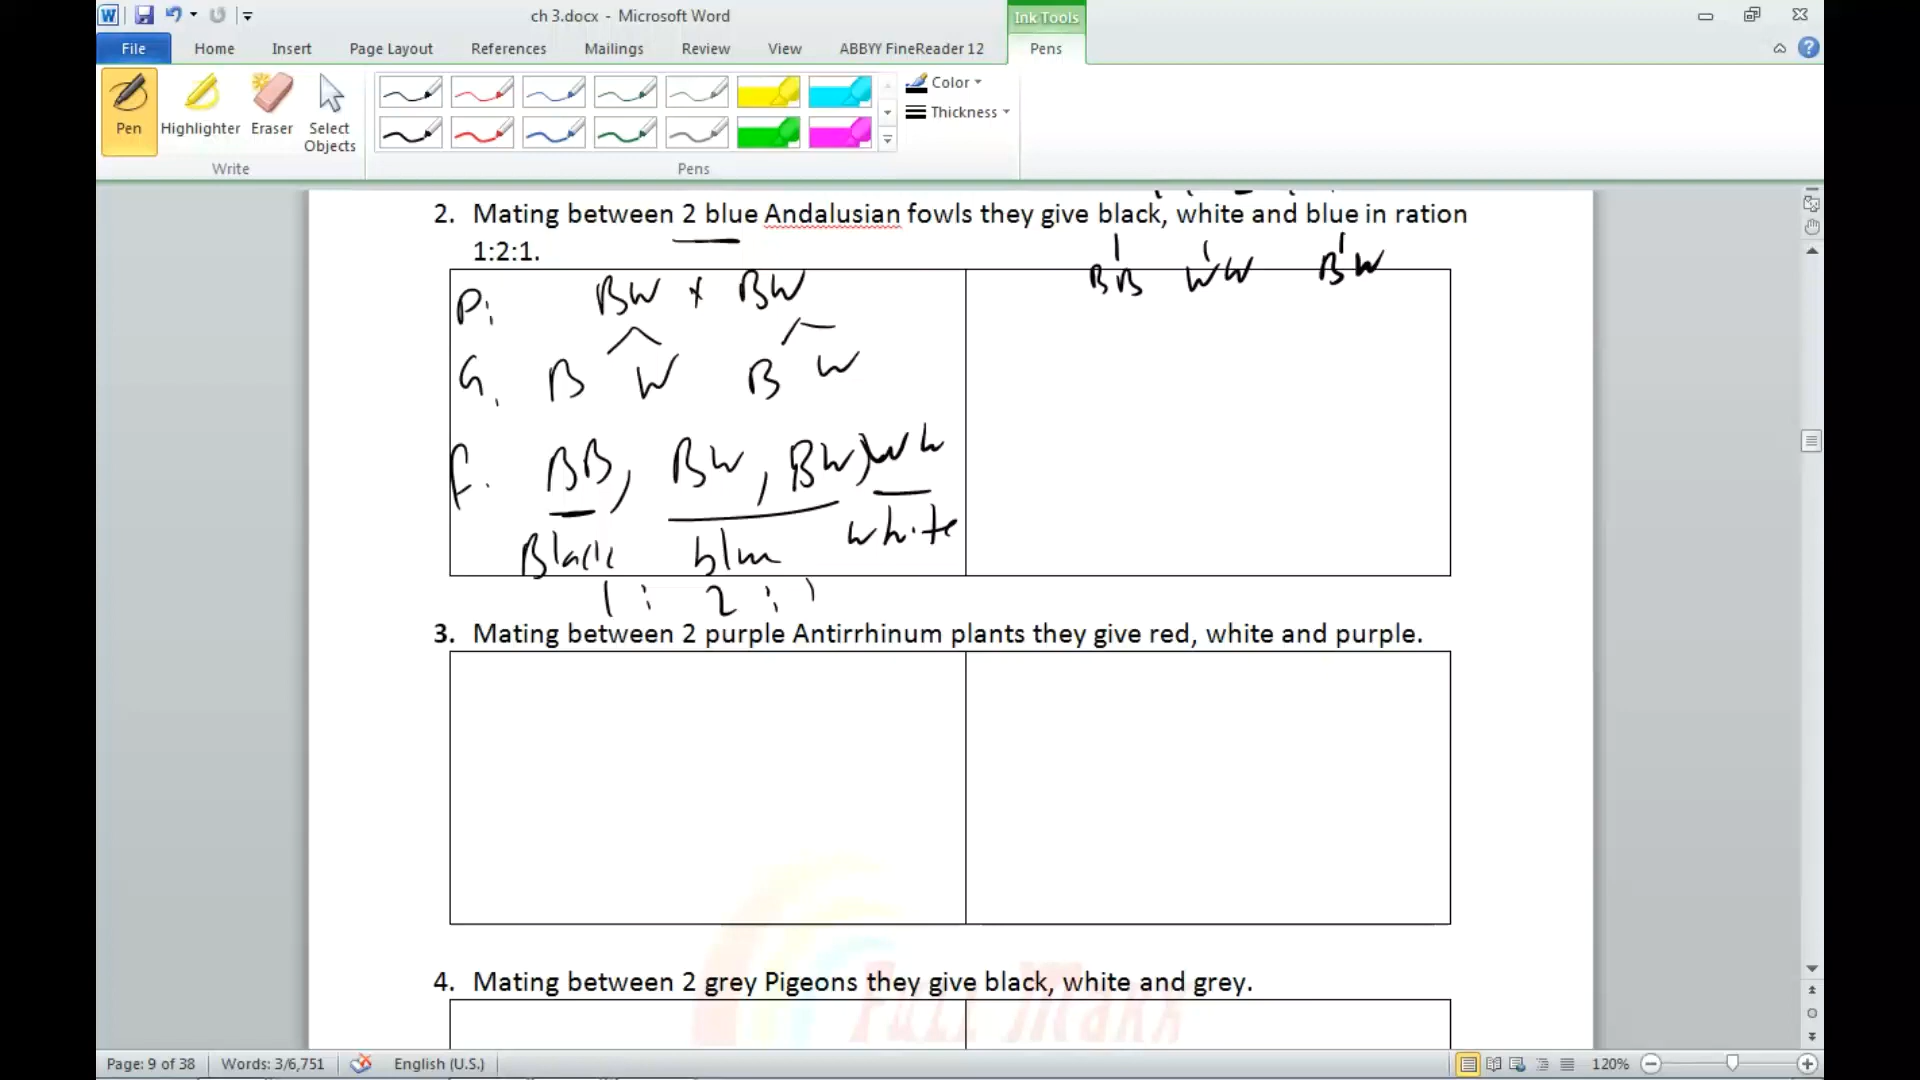 ch 3.docx - Microsoft Word
Ink Tools
File Home Insert Page Layout References Mailings Review View ABBYY FineReader 12 Pens
Pen Highlighter Eraser Select Objects
Color
Thickness
Write Pens
2. Mating between 2 blue Andalusian fowls they give black, white and blue in ration
1:2:1.
BB WW BW
P: BW x BW
G. B W B W
F. BB, BW, BW, WW
Black blue white
1 : 2 : 1
3. Mating between 2 purple Antirrhinum plants they give red, white and purple.
4. Mating between 2 grey Pigeons they give black, white and grey.
Full Mark
Page: 9 of 38 Words: 3/6,751 English (U.S.) 120%